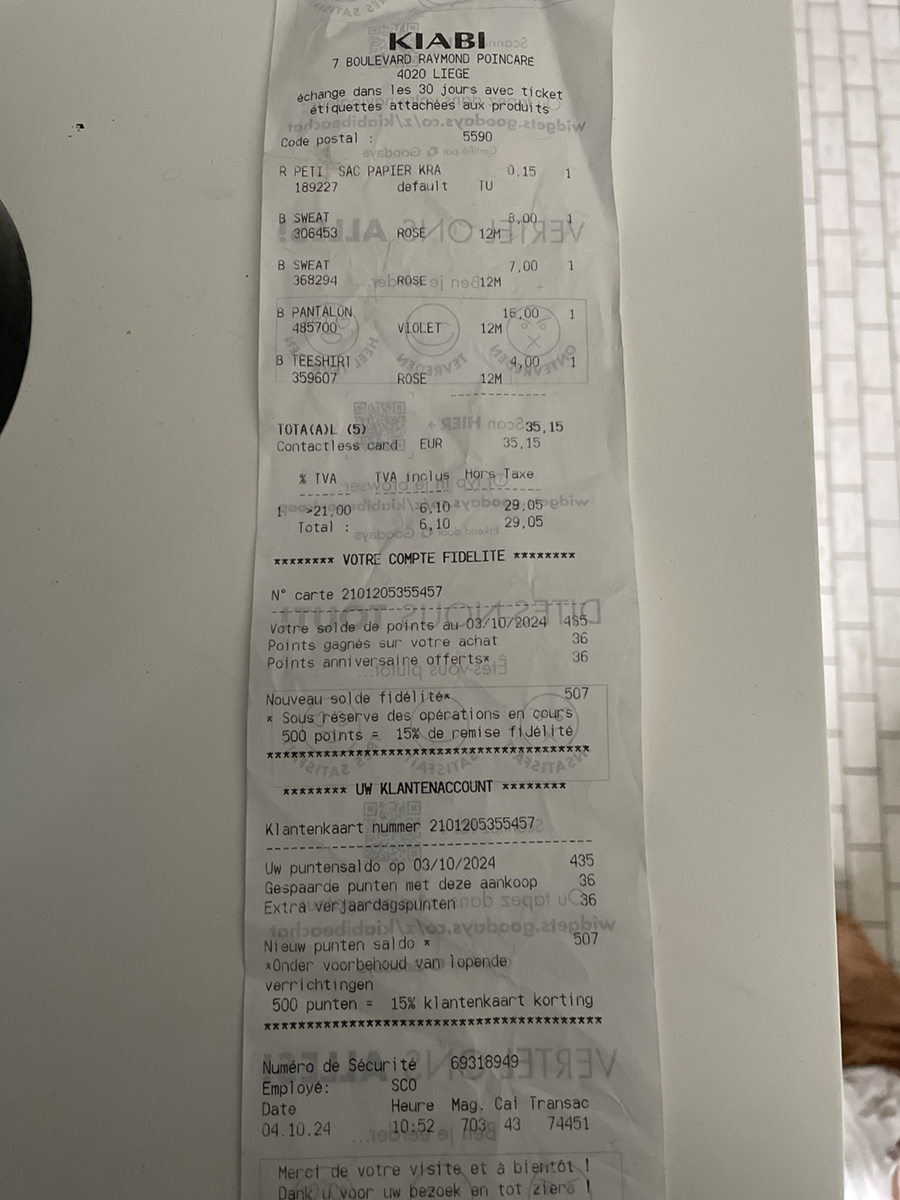 KIABI
7 BOULEVARD RAYMOND POINCARE
4020 LIEGE
échange dans les 30 jours avec ticket
étiquettes attachées aux produits
Code postal : 5590
R PETI SAC PAPIER KRA 0,15 1
189227 default TU
B SWEAT 8,00 1
306453 ROSE 12M
B SWEAT 7,00 1
368294 ROSE 12M
B PANTALON 16,00 1
485700 VIOLET 12M
B TEESHIRT 4,00 1
359607 ROSE 12M
TOTA(A)L (5) 35,15
Contactless card EUR 35,15
% TVA TVA inclus Hors Taxe
1 >21,00 6,10 29,05
Total : 6,10 29,05
******** VOTRE COMPTE FIDELITE ********
N° carte 2101205355457
Votre solde de points au 03/10/2024 435
Points gagnés sur votre achat 36
Points anniversaire offerts* 36
Nouveau solde fidélité* 507
* Sous réserve des opérations en cours
500 points = 15% de remise fidélité
******************************************
******** UW KLANTENACCOUNT ********
Klantenkaart nummer 2101205355457
Uw puntensaldo op 03/10/2024 435
Gespaarde punten met deze aankoop 36
Extra verjaardagspunten 36
Nieuw punten saldo * 507
*Onder voorbehoud van lopende
verrichtingen
500 punten = 15% klantenkaart korting
******************************************
Numéro de Sécurité 69318949
Employé: SCO
Date Heure Mag. Cai Transac
04.10.24 10:52 703 43 74451
Merci de votre visite et à bientôt !
Dank u voor uw bezoek en tot ziens !